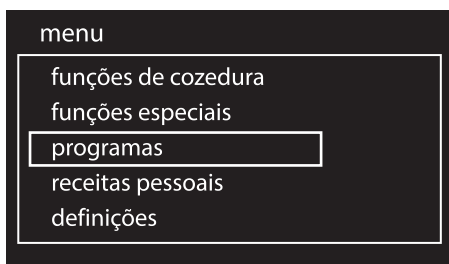 menu
funções de cozedura
funções especiais
programas
receitas pessoais
definições